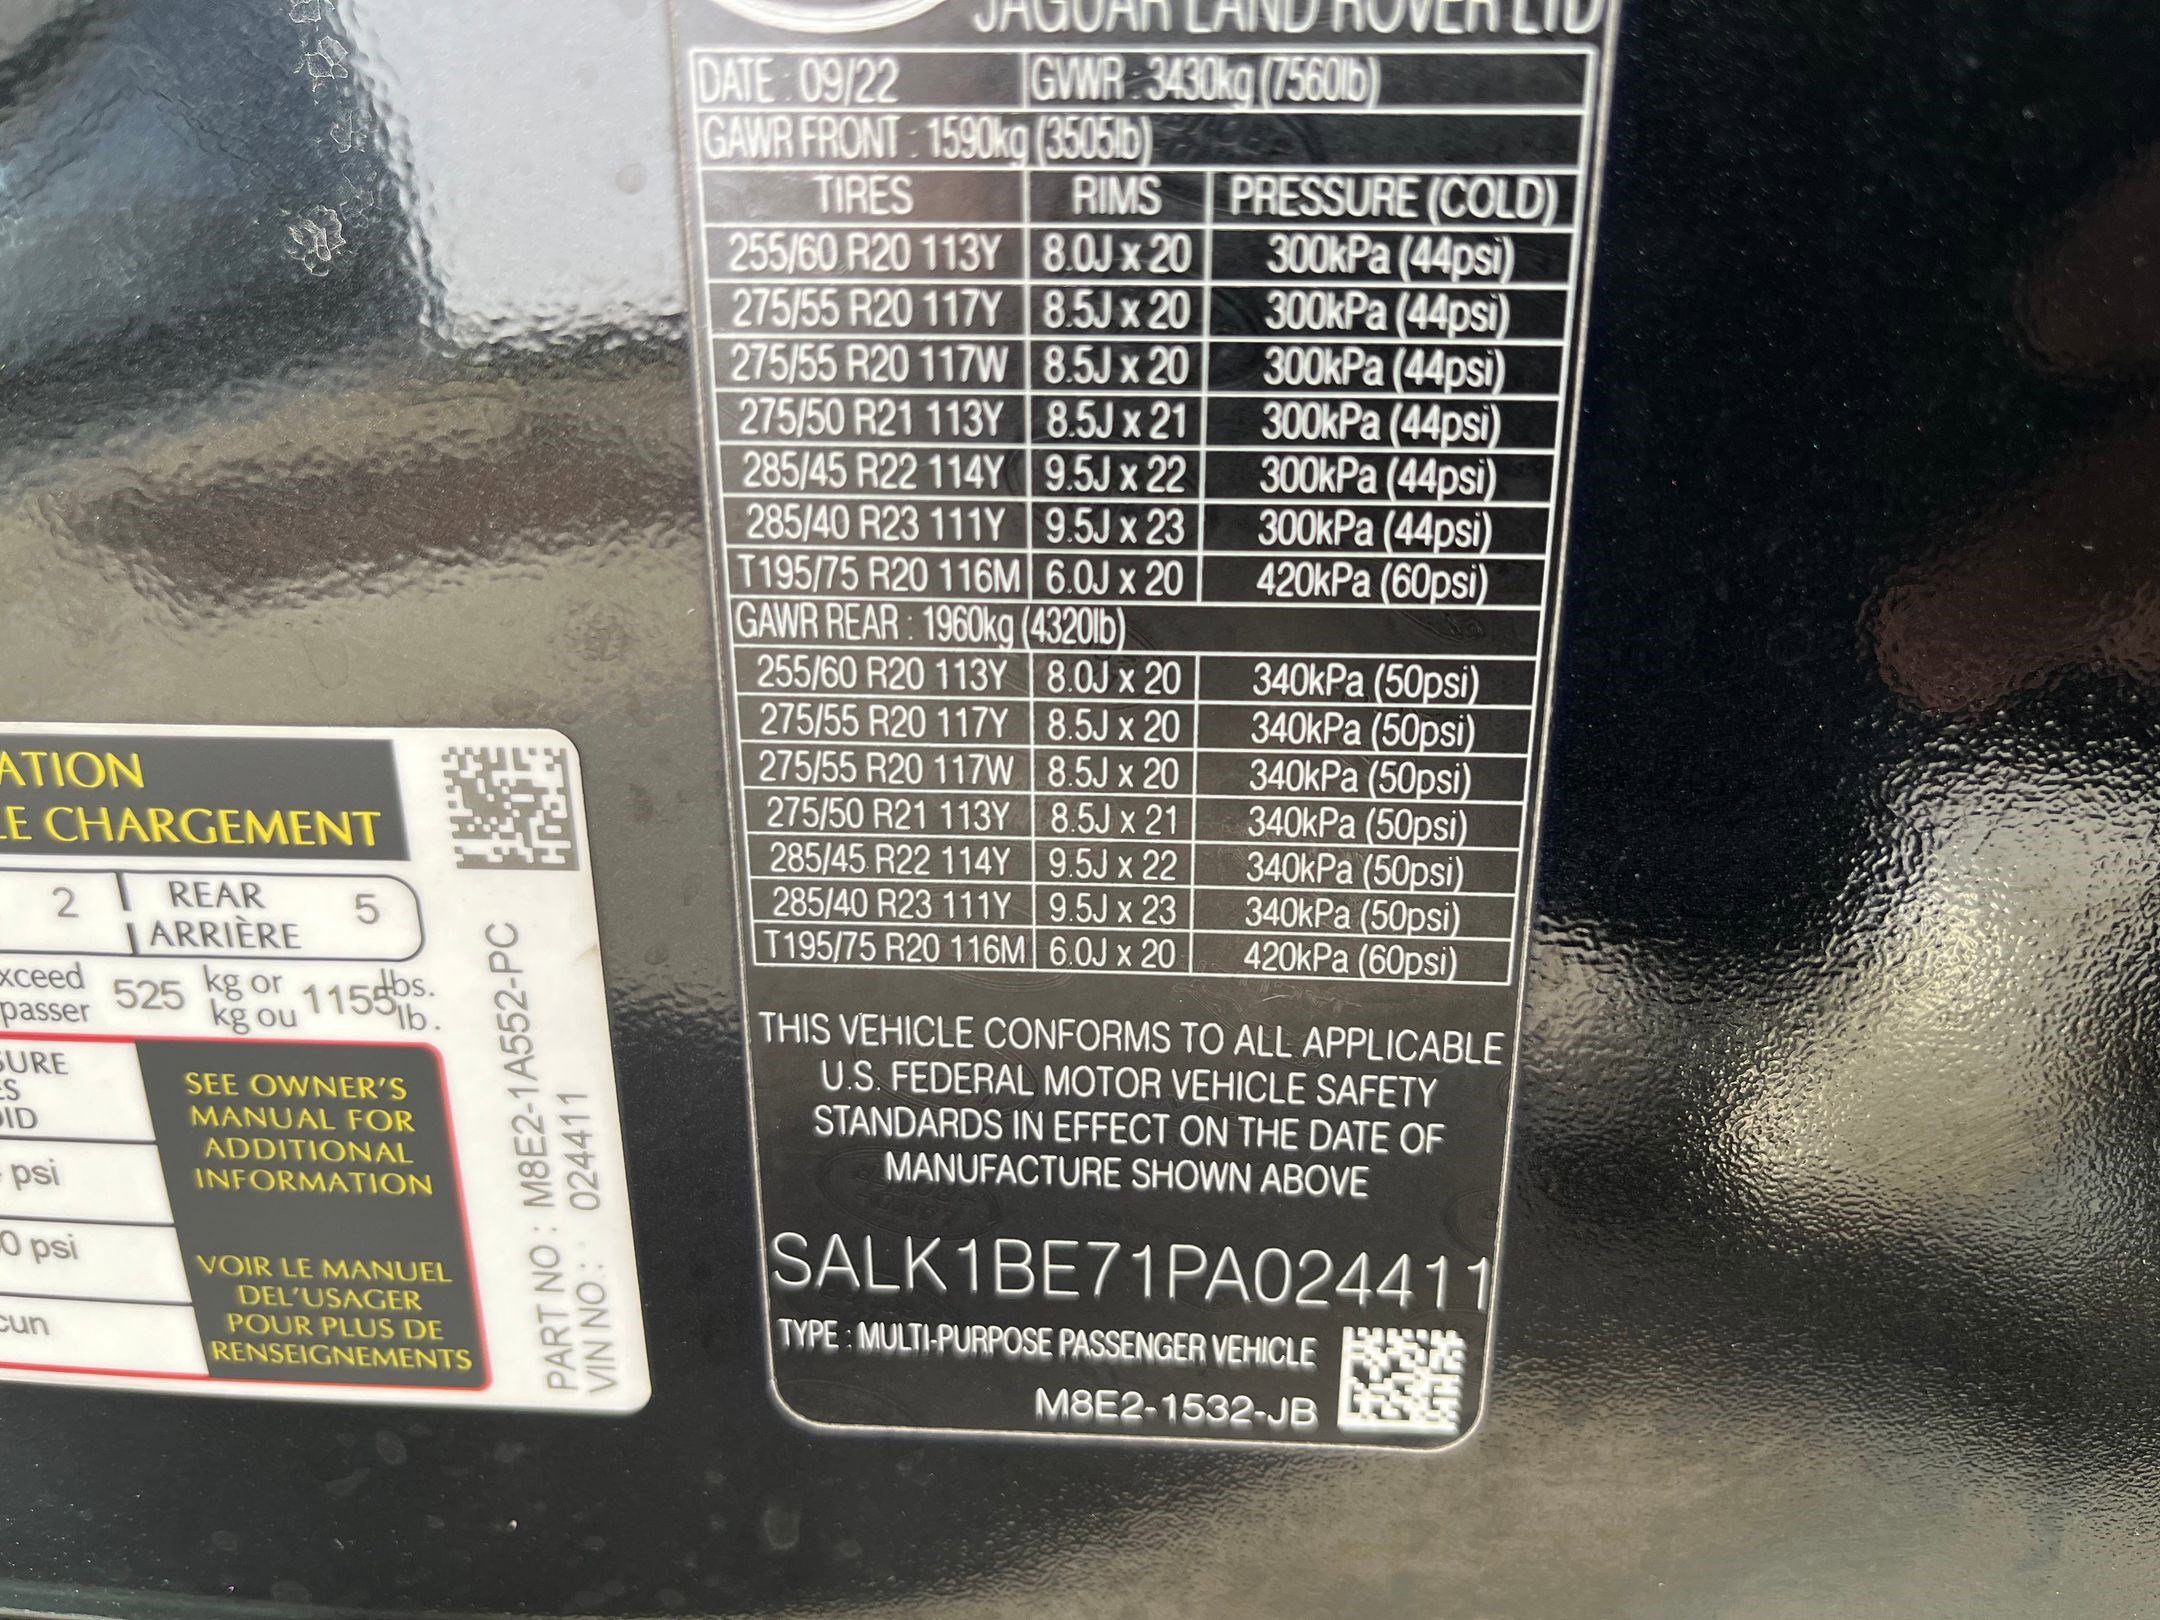 JAGUAR LAND ROVER LTD
DATE : 09/22 GVWR : 3430kg (7560lb)
GAWR FRONT : 1590kg (3505lb)
TIRES RIMS PRESSURE (COLD)
255/60 R20 113Y 8.0J x 20 300kPa (44psi)
275/55 R20 117Y 8.5J x 20 300kPa (44psi)
275/55 R20 117W 8.5J x 20 300kPa (44psi)
275/50 R21 113Y 8.5J x 21 300kPa (44psi)
285/45 R22 114Y 9.5J x 22 300kPa (44psi)
285/40 R23 111Y 9.5J x 23 300kPa (44psi)
T195/75 R20 116M 6.0J x 20 420kPa (60psi)
GAWR REAR : 1960kg (4320lb)
255/60 R20 113Y 8.0J x 20 340kPa (50psi)
275/55 R20 117Y 8.5J x 20 340kPa (50psi)
275/55 R20 117W 8.5J x 20 340kPa (50psi)
275/50 R21 113Y 8.5J x 21 340kPa (50psi)
285/45 R22 114Y 9.5J x 22 340kPa (50psi)
285/40 R23 111Y 9.5J x 23 340kPa (50psi)
T195/75 R20 116M 6.0J x 20 420kPa (60psi)
THIS VEHICLE CONFORMS TO ALL APPLICABLE
U.S. FEDERAL MOTOR VEHICLE SAFETY
STANDARDS IN EFFECT ON THE DATE OF
MANUFACTURE SHOWN ABOVE
SALK1BE71PA024411
TYPE : MULTI-PURPOSE PASSENGER VEHICLE
M8E2-1532-JB
ATION
LE CHARGEMENT
2 REAR 5
ARRIÈRE
xceed 525 kg or 1155 lbs.
passer kg ou lb.
SURE
ES
OID
psi
0 psi
cun
SEE OWNER'S
MANUAL FOR
ADDITIONAL
INFORMATION
VOIR LE MANUEL
DEL'USAGER
POUR PLUS DE
RENSEIGNEMENTS
PART NO : M8E2-1A552-PC
VIN NO. : 024411